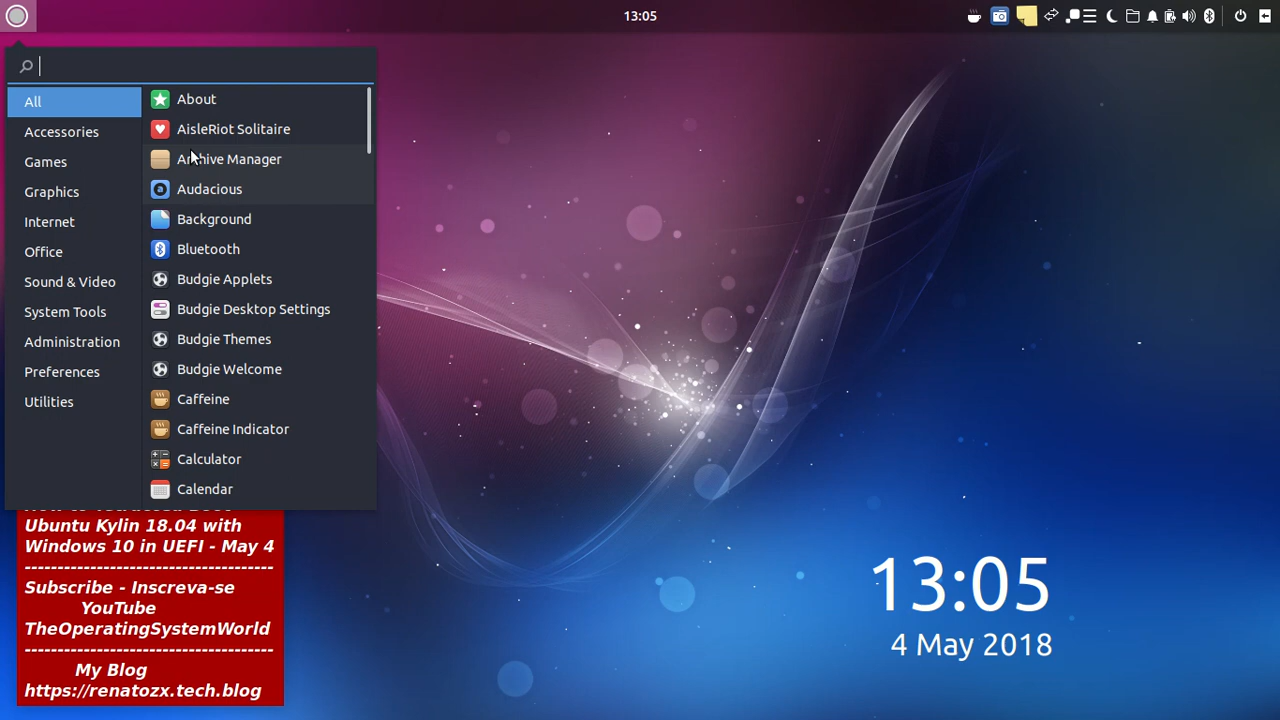 13:05
All
Accessories
Games
Graphics
Internet
Office
Sound & Video
System Tools
Administration
Preferences
Utilities
About
AisleRiot Solitaire
Archive Manager
Audacious
Background
Bluetooth
Budgie Applets
Budgie Desktop Settings
Budgie Themes
Budgie Welcome
Caffeine
Caffeine Indicator
Calculator
Calendar
Ubuntu Kylin 18.04 with
Windows 10 in UEFI - May 4
--------------------------------------
Subscribe - Inscreva-se
YouTube
TheOperatingSystemWorld
--------------------------------------
My Blog
https://renatozx.tech.blog
13:05
4 May 2018